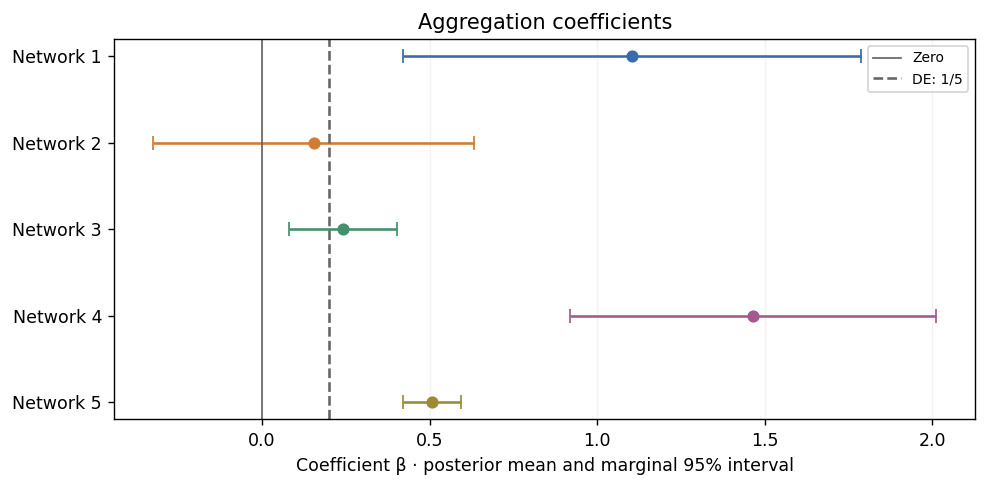 Aggregation coefficients
Network 1
Network 2
Network 3
Network 4
Network 5
Zero
DE: 1/5
0.0 0.5 1.0 1.5 2.0
Coefficient β · posterior mean and marginal 95% interval